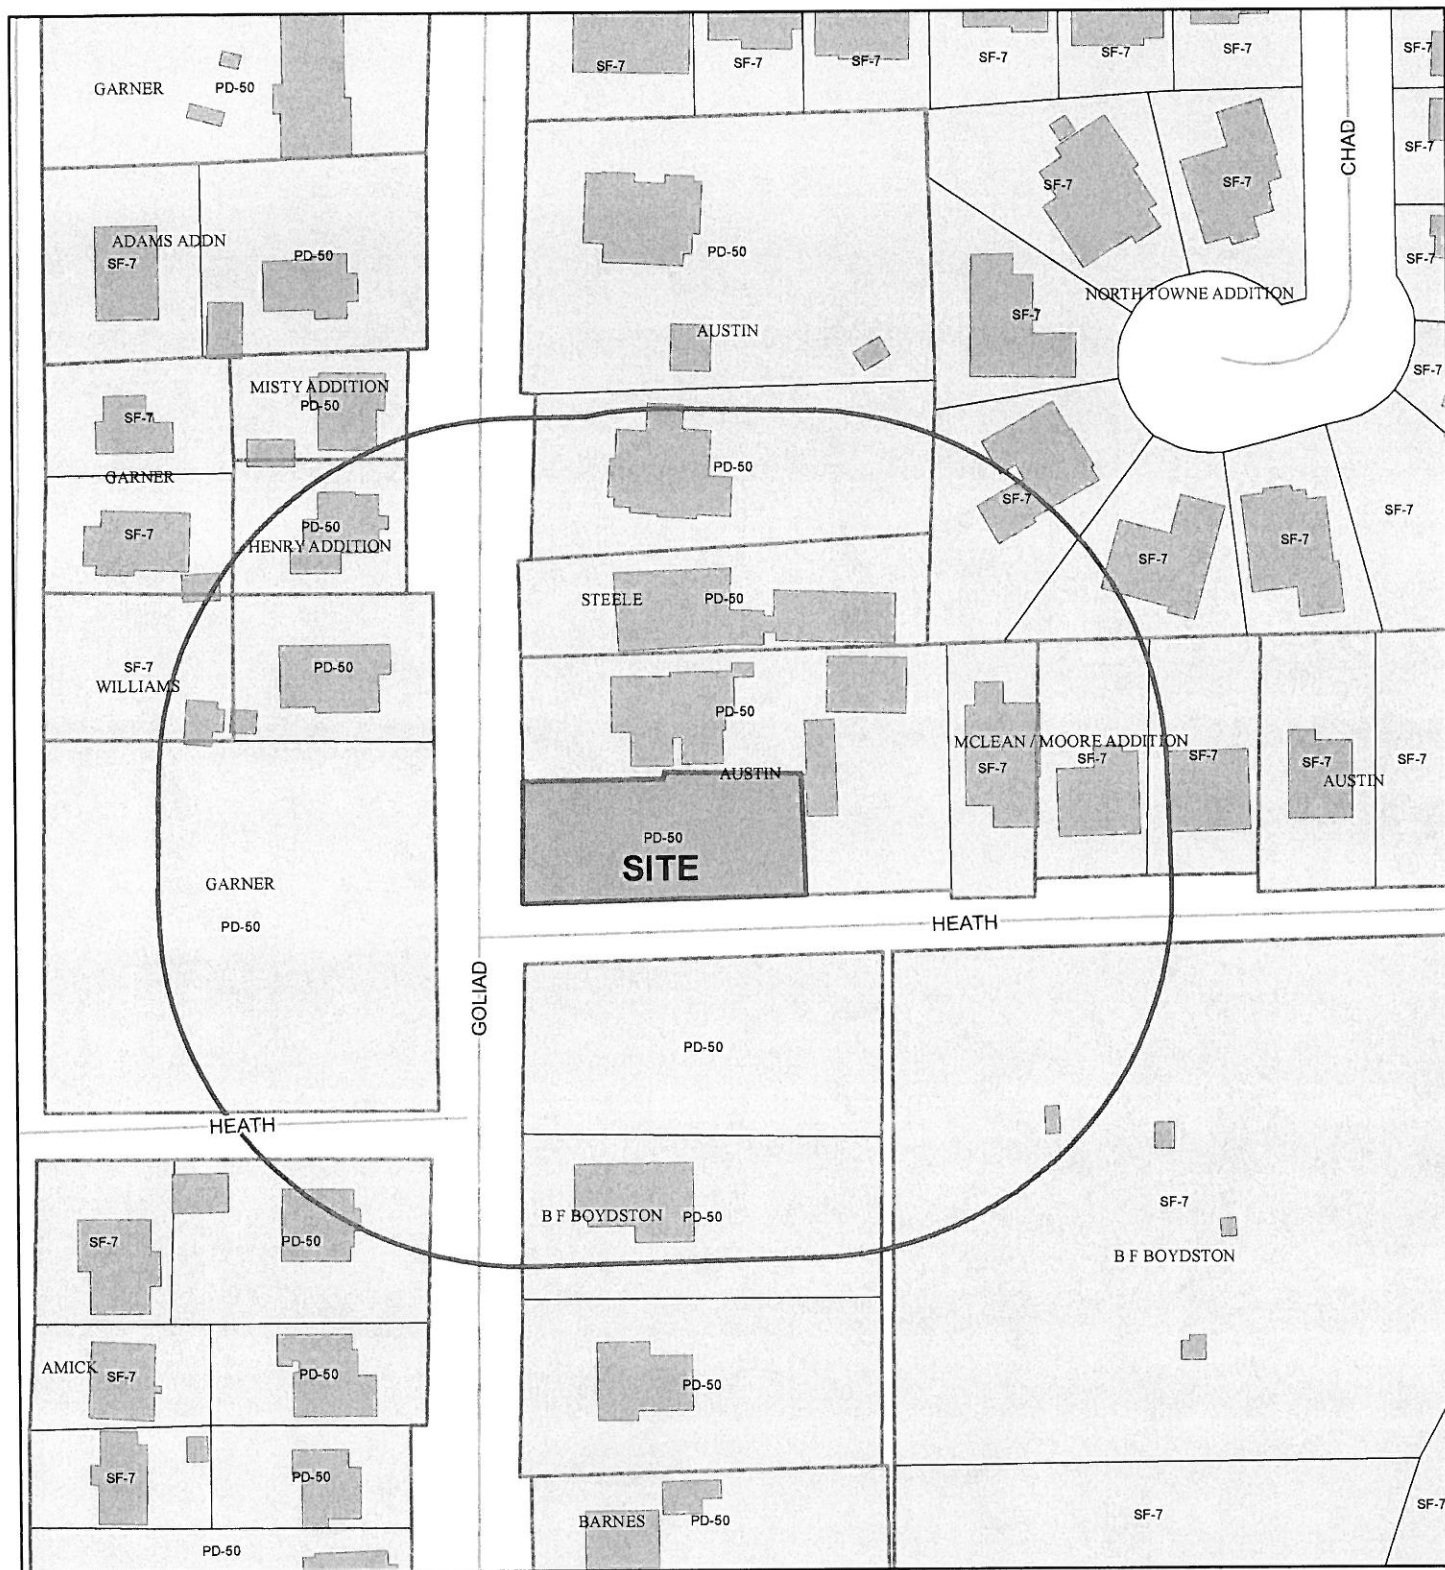 SF-7
SF-7
SF-7
SF-7
SF-7
SF-7
SF-7
GARNER
PD-50
CHAD
SF-7
SF-7
SF-7
ADAMS ADDN
SF-7
PD-50
PD-50
SF-7
NORTH TOWNE ADDITION
SF-7
AUSTIN
SF-7
MISTY ADDITION
PD-50
SF-7
GARNER
PD-50
SF-7
SF-7
SF-7
PD-50
HENRY ADDITION
SF-7
SF-7
STEELE
PD-50
SF-7
WILLIAMS
PD-50
PD-50
MCLEAN / MOORE ADDITION
SF-7
SF-7
SF-7
SF-7
SF-7
AUSTIN
AUSTIN
PD-50
SITE
GARNER
PD-50
HEATH
GOLIAD
PD-50
HEATH
SF-7
B F BOYDSTON
PD-50
SF-7
PD-50
B F BOYDSTON
AMICK
SF-7
PD-50
PD-50
SF-7
PD-50
BARNES
PD-50
SF-7
SF-7
PD-50